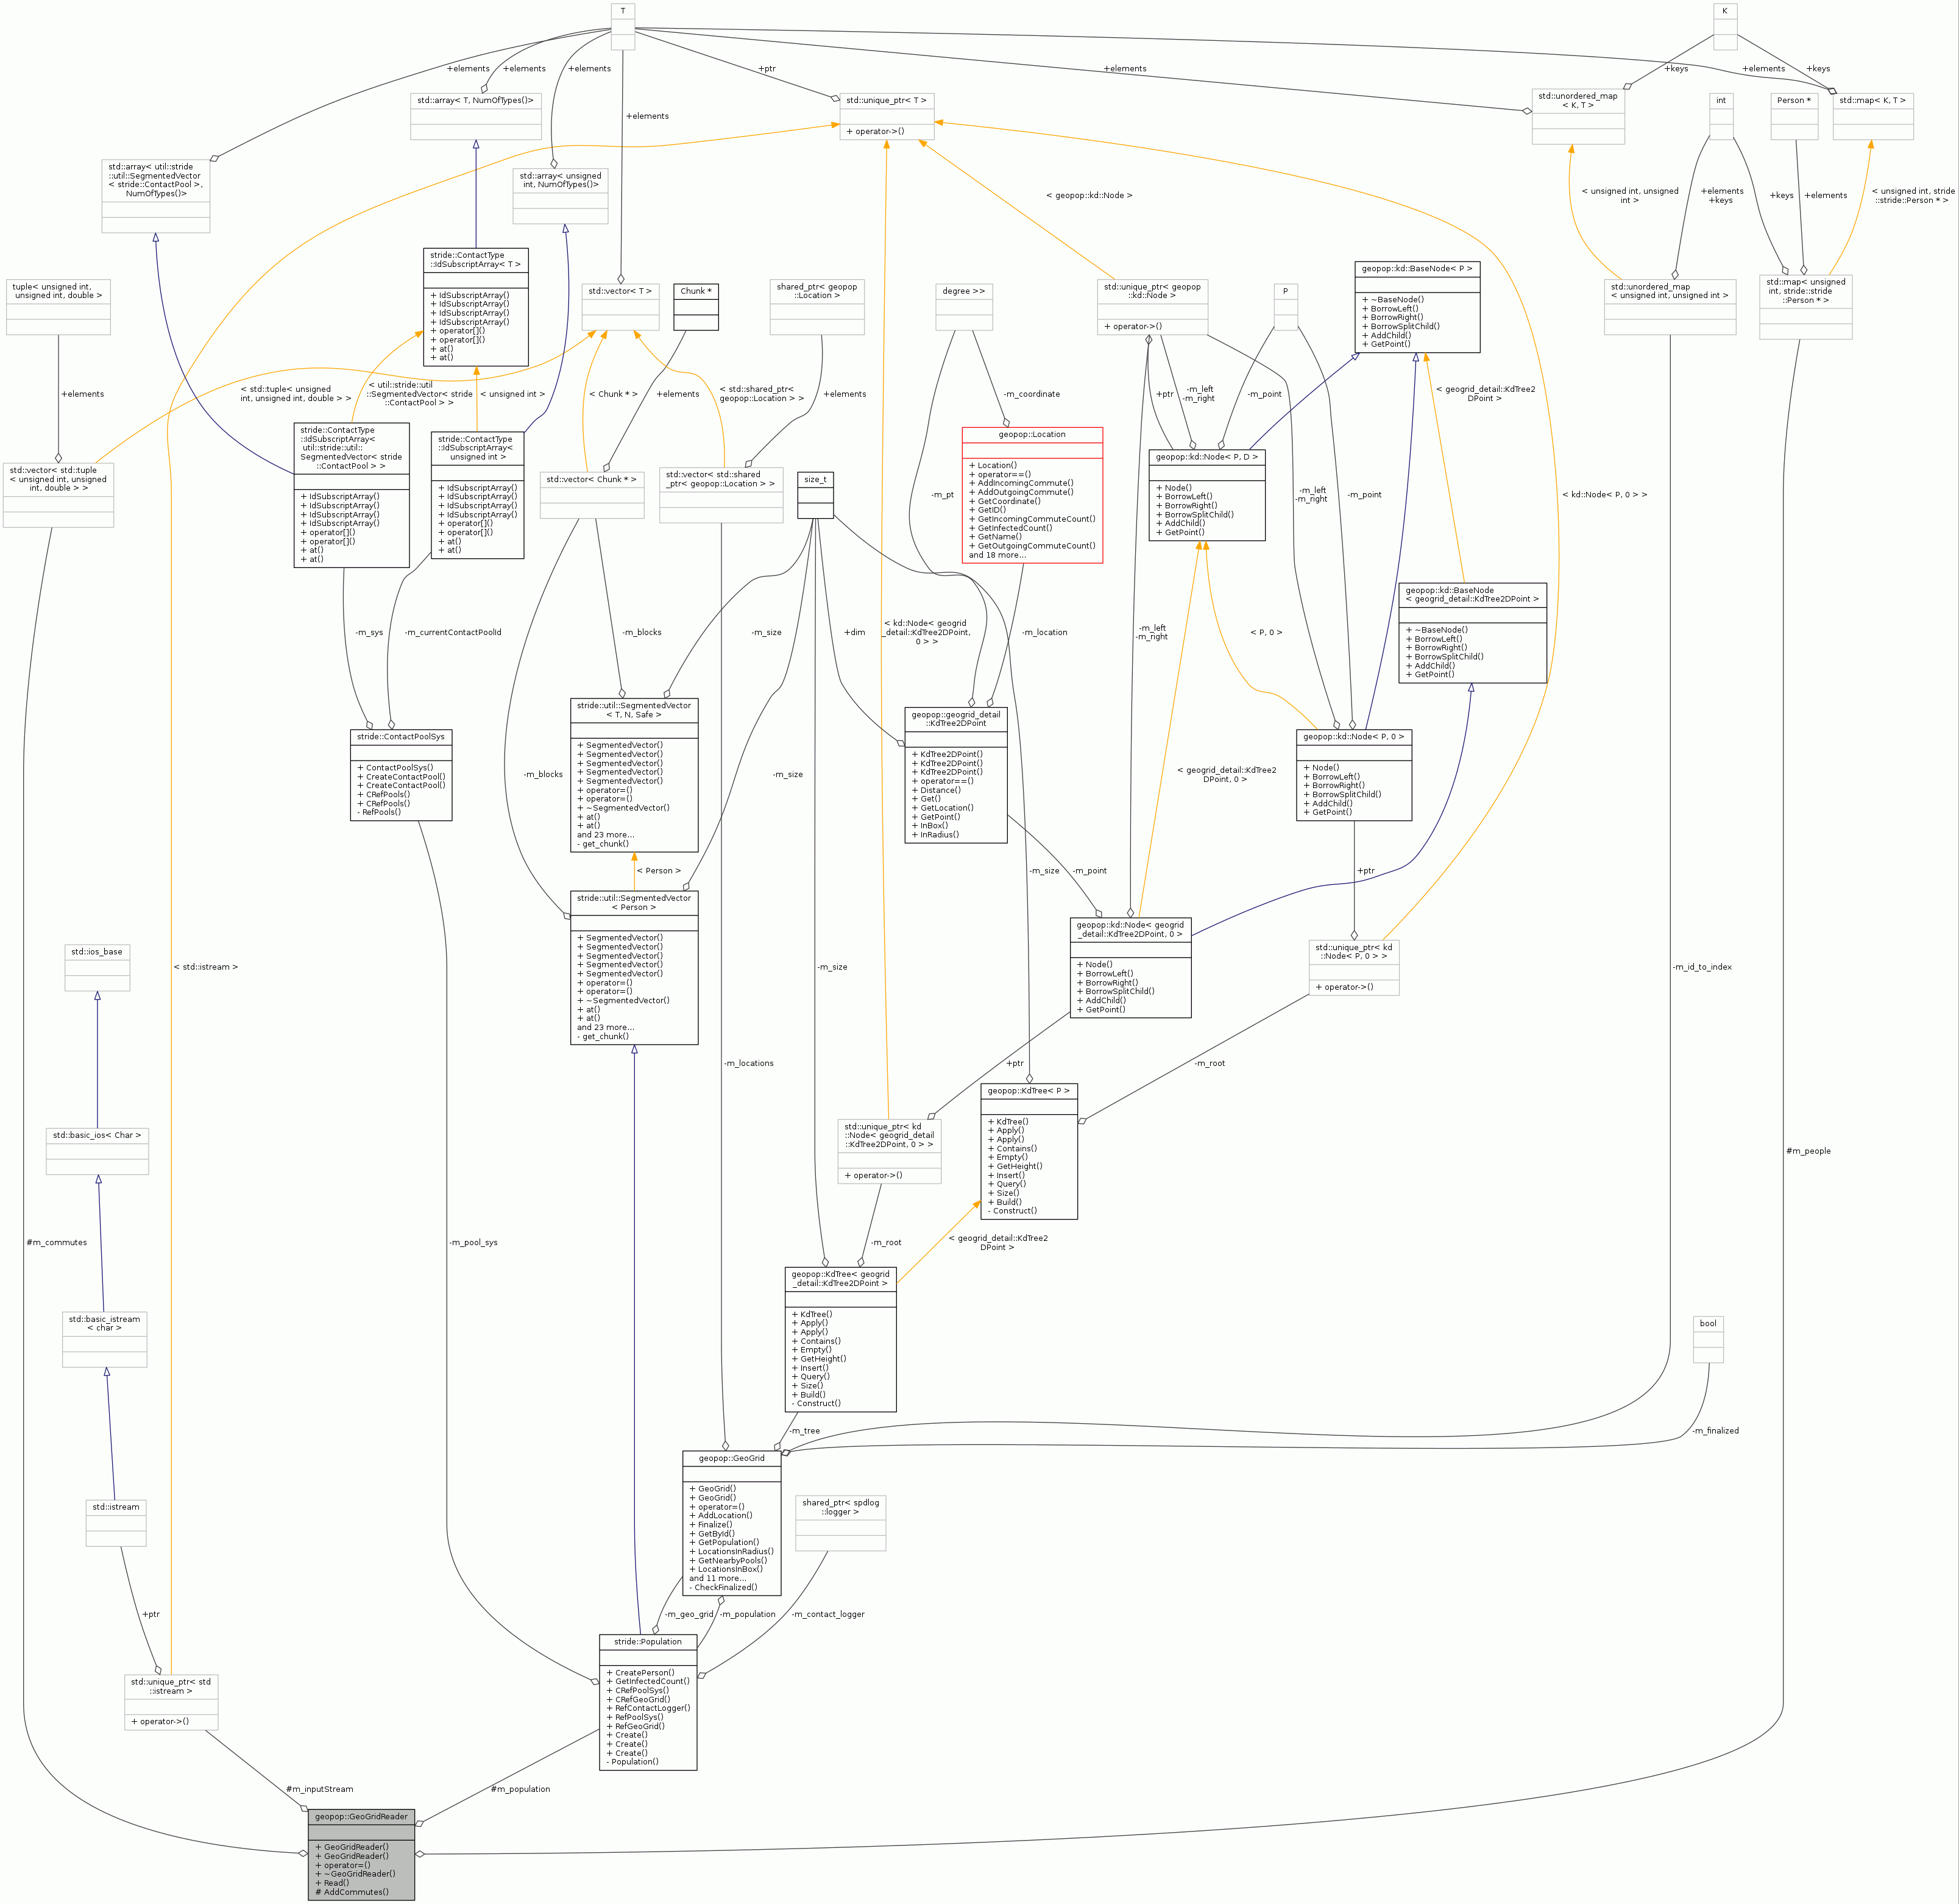 T
K
+elements
+elements
+elements
+ptr
+elements
+keys
+elements
+keys
std::array< T, NumOfTypes()>
std::unique_ptr< T >
+ operator->()
std::unordered_map
< K, T >
int
Person *
std::map< K, T >
+elements
std::array< util::stride
::util::SegmentedVector
< stride::ContactPool >,
NumOfTypes()>
std::array< unsigned
int, NumOfTypes()>
< geopop::kd::Node >
< unsigned int, unsigned
int >
+elements
+keys
+keys
+elements
< unsigned int, stride
::stride::Person * >
tuple< unsigned int,
unsigned int, double >
stride::ContactType
::IdSubscriptArray< T >
+ IdSubscriptArray()
+ IdSubscriptArray()
+ IdSubscriptArray()
+ IdSubscriptArray()
+ operator[]()
+ operator[]()
+ at()
+ at()
std::vector< T >
Chunk *
shared_ptr< geopop
::Location >
degree >>
std::unique_ptr< geopop
::kd::Node >
+ operator->()
P
geopop::kd::BaseNode< P >
+ ~BaseNode()
+ BorrowLeft()
+ BorrowRight()
+ BorrowSplitChild()
+ AddChild()
+ GetPoint()
std::unordered_map
< unsigned int, unsigned int >
std::map< unsigned
int, stride::stride
::Person * >
+elements
< std::tuple< unsigned
int, unsigned int, double > >
< util::stride::util
::SegmentedVector< stride
::ContactPool > >
< unsigned int >
< Chunk * >
+elements
< std::shared_ptr<
geopop::Location > >
+elements
-m_coordinate
+ptr
-m_left
-m_right
-m_point
< geogrid_detail::KdTree2
DPoint >
std::vector< std::tuple
< unsigned int, unsigned
int, double > >
stride::ContactType
::IdSubscriptArray<
util::stride::util::
SegmentedVector< stride
::ContactPool > >
+ IdSubscriptArray()
+ IdSubscriptArray()
+ IdSubscriptArray()
+ IdSubscriptArray()
+ operator[]()
+ operator[]()
+ at()
+ at()
stride::ContactType
::IdSubscriptArray<
unsigned int >
+ IdSubscriptArray()
+ IdSubscriptArray()
+ IdSubscriptArray()
+ IdSubscriptArray()
+ operator[]()
+ operator[]()
+ at()
+ at()
std::vector< Chunk * >
std::vector< std::shared
_ptr< geopop::Location > >
size_t
-m_pt
geopop::Location
+ Location()
+ operator==()
+ AddIncomingCommute()
+ AddOutgoingCommute()
+ GetCoordinate()
+ GetID()
+ GetIncomingCommuteCount()
+ GetInfectedCount()
+ GetName()
+ GetOutgoingCommuteCount()
and 18 more...
geopop::kd::Node< P, D >
+ Node()
+ BorrowLeft()
+ BorrowRight()
+ BorrowSplitChild()
+ AddChild()
+ GetPoint()
-m_left
-m_right
-m_point
< kd::Node< P, 0 > >
geopop::kd::BaseNode
< geogrid_detail::KdTree2DPoint >
+ ~BaseNode()
+ BorrowLeft()
+ BorrowRight()
+ BorrowSplitChild()
+ AddChild()
+ GetPoint()
-m_sys
-m_currentContactPoolId
-m_blocks
-m_size
+dim
< kd::Node< geogrid
_detail::KdTree2DPoint,
0 > >
-m_location
-m_left
-m_right
< P, 0 >
stride::ContactPoolSys
+ ContactPoolSys()
+ CreateContactPool()
+ CreateContactPool()
+ CRefPools()
+ CRefPools()
- RefPools()
-m_blocks
stride::util::SegmentedVector
< T, N, Safe >
+ SegmentedVector()
+ SegmentedVector()
+ SegmentedVector()
+ SegmentedVector()
+ SegmentedVector()
+ operator=()
+ operator=()
+ ~SegmentedVector()
+ at()
+ at()
and 23 more...
- get_chunk()
-m_size
geopop::geogrid_detail
::KdTree2DPoint
+ KdTree2DPoint()
+ KdTree2DPoint()
+ KdTree2DPoint()
+ operator==()
+ Distance()
+ Get()
+ GetLocation()
+ GetPoint()
+ InBox()
+ InRadius()
< geogrid_detail::KdTree2
DPoint, 0 >
geopop::kd::Node< P, 0 >
+ Node()
+ BorrowLeft()
+ BorrowRight()
+ BorrowSplitChild()
+ AddChild()
+ GetPoint()
< Person >
-m_size
-m_point
+ptr
stride::util::SegmentedVector
< Person >
+ SegmentedVector()
+ SegmentedVector()
+ SegmentedVector()
+ SegmentedVector()
+ SegmentedVector()
+ operator=()
+ operator=()
+ ~SegmentedVector()
+ at()
+ at()
and 23 more...
- get_chunk()
geopop::kd::Node< geogrid
_detail::KdTree2DPoint, 0 >
+ Node()
+ BorrowLeft()
+ BorrowRight()
+ BorrowSplitChild()
+ AddChild()
+ GetPoint()
std::unique_ptr< kd
::Node< P, 0 > >
+ operator->()
std::ios_base
< std::istream >
-m_size
-m_id_to_index
-m_locations
+ptr
-m_root
std::basic_ios< Char >
std::unique_ptr< kd
::Node< geogrid_detail
::KdTree2DPoint, 0 > >
+ operator->()
geopop::KdTree< P >
+ KdTree()
+ Apply()
+ Apply()
+ Contains()
+ Empty()
+ GetHeight()
+ Insert()
+ Query()
+ Size()
+ Build()
- Construct()
#m_people
#m_commutes
-m_pool_sys
-m_root
< geogrid_detail::KdTree2
DPoint >
std::basic_istream
< char >
geopop::KdTree< geogrid
_detail::KdTree2DPoint >
+ KdTree()
+ Apply()
+ Apply()
+ Contains()
+ Empty()
+ GetHeight()
+ Insert()
+ Query()
+ Size()
+ Build()
- Construct()
bool
-m_tree
-m_finalized
std::istream
geopop::GeoGrid
+ GeoGrid()
+ GeoGrid()
+ operator=()
+ AddLocation()
+ Finalize()
+ GetById()
+ GetPopulation()
+ LocationsInRadius()
+ GetNearbyPools()
+ LocationsInBox()
and 11 more...
- CheckFinalized()
shared_ptr< spdlog
::logger >
+ptr
-m_geo_grid
-m_population
-m_contact_logger
std::unique_ptr< std
::istream >
+ operator->()
stride::Population
+ CreatePerson()
+ GetInfectedCount()
+ CRefPoolSys()
+ CRefGeoGrid()
+ RefContactLogger()
+ RefPoolSys()
+ RefGeoGrid()
+ Create()
+ Create()
+ Create()
- Population()
#m_inputStream
#m_population
geopop::GeoGridReader
+ GeoGridReader()
+ GeoGridReader()
+ operator=()
+ ~GeoGridReader()
+ Read()
# AddCommutes()